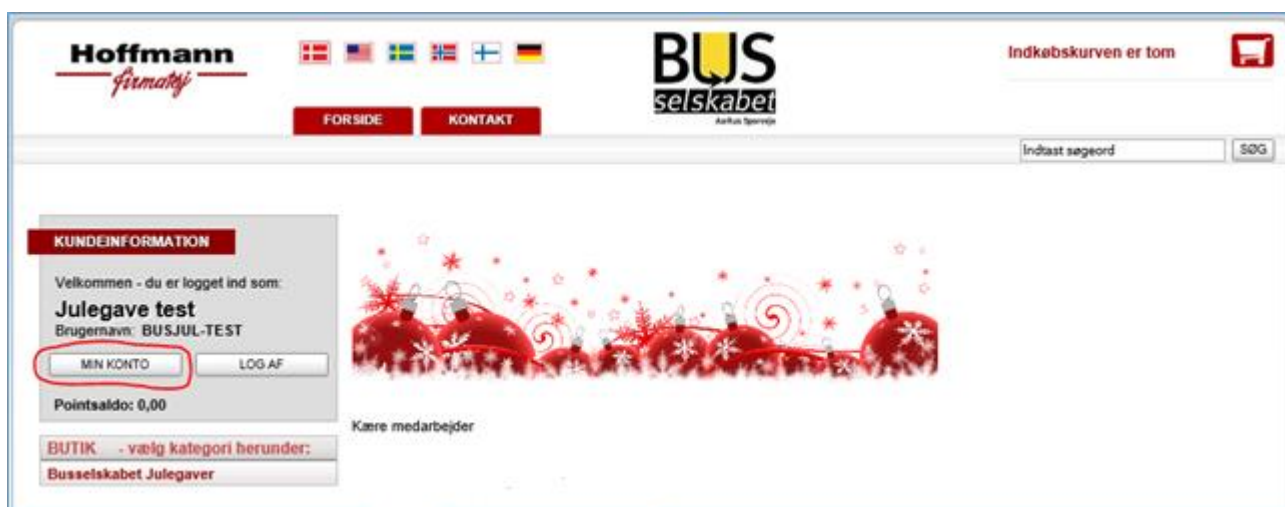 Hoffmann
firmatøj
FORSIDE
KONTAKT
BUS
selskabet
Aarhus Sporveje
Indkøbskurven er tom
Indtast søgeord
SØG
KUNDEINFORMATION
Velkommen - du er logget ind som:
Julegave test
Brugernavn: BUSJUL-TEST
MIN KONTO
LOG AF
Pointsaldo: 0,00
BUTIK - vælg kategori herunder:
Busselskabet Julegaver
Kære medarbejder